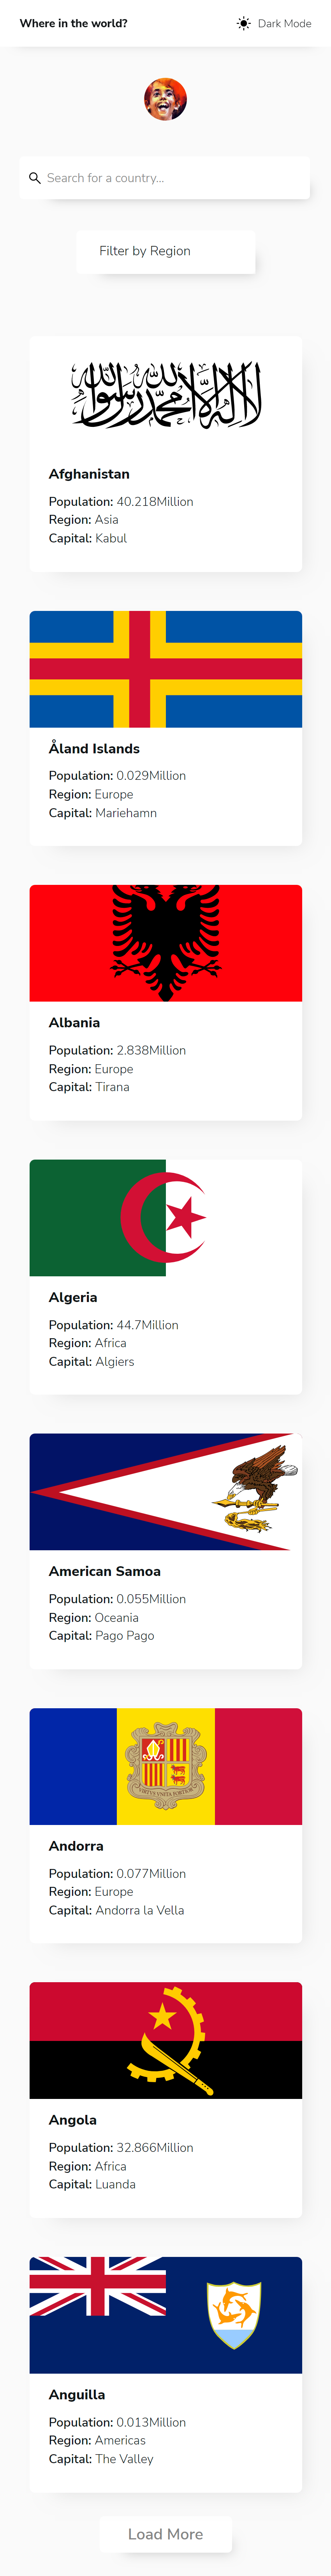 Where in the world?
Dark Mode
Search for a country...
Filter by Region
لا إله إلا الله محمد رسول الله
Afghanistan
Population: 40.218Million
Region: Asia
Capital: Kabul
Åland Islands
Population: 0.029Million
Region: Europe
Capital: Mariehamn
Albania
Population: 2.838Million
Region: Europe
Capital: Tirana
Algeria
Population: 44.7Million
Region: Africa
Capital: Algiers
American Samoa
Population: 0.055Million
Region: Oceania
Capital: Pago Pago
VIRTVS VNITA FORTIOR
Andorra
Population: 0.077Million
Region: Europe
Capital: Andorra la Vella
Angola
Population: 32.866Million
Region: Africa
Capital: Luanda
Anguilla
Population: 0.013Million
Region: Americas
Capital: The Valley
Load More